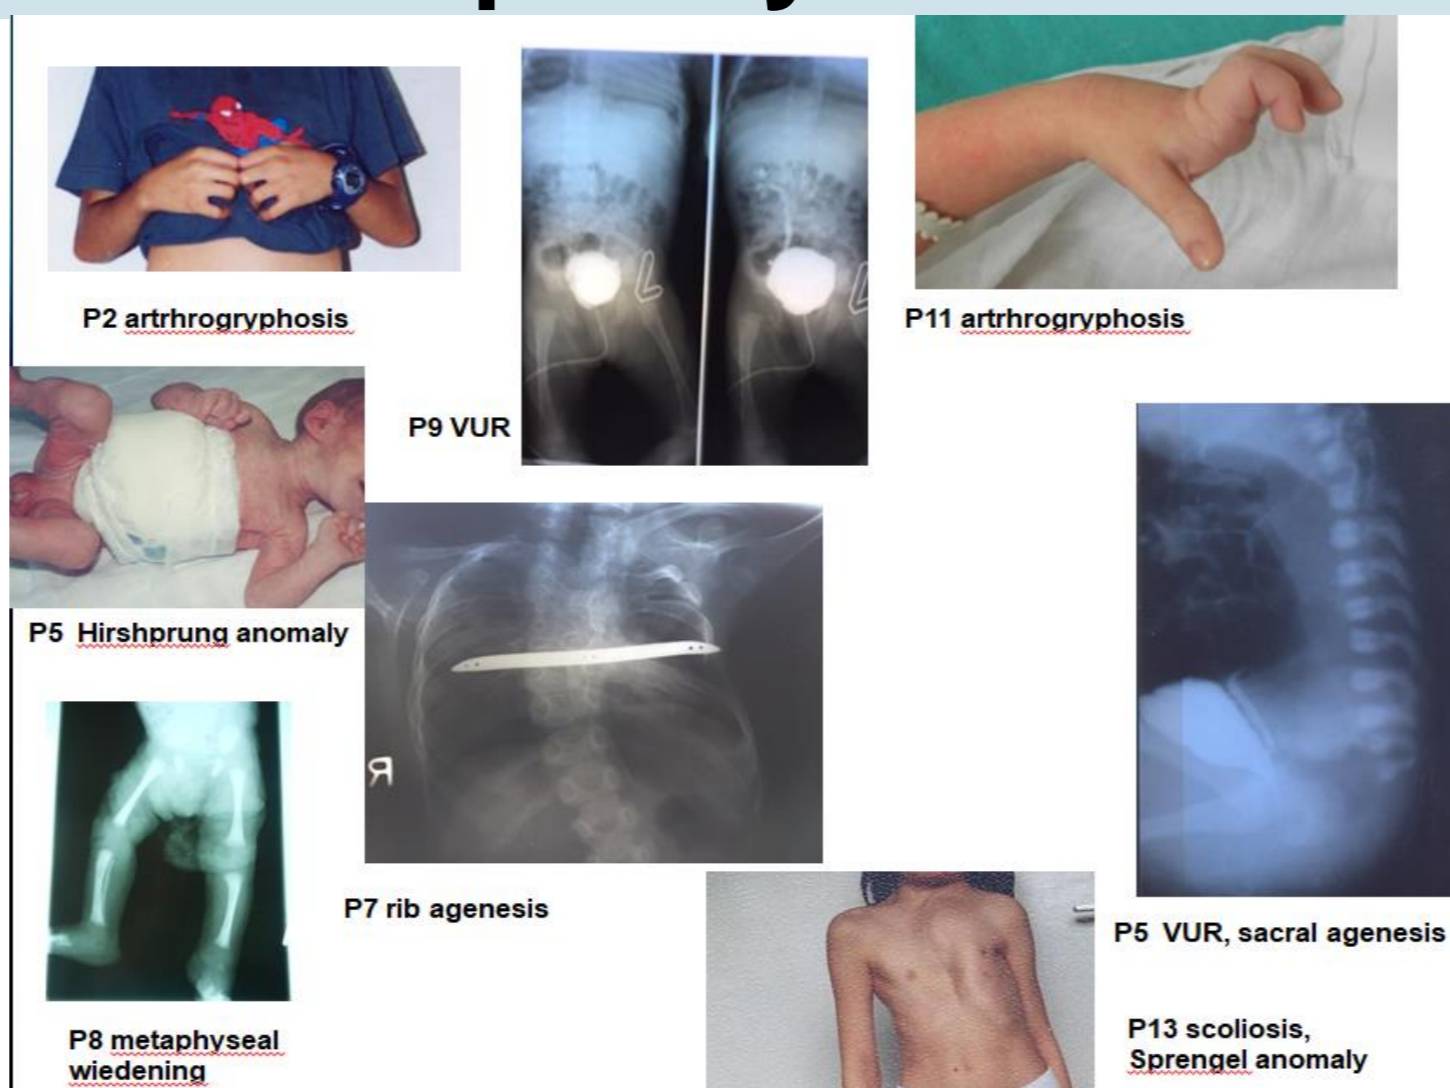 P2 artrhrogryphosis
P11 artrhrogryphosis
P9 VUR
L
L
P5 Hirshprung anomaly
R
P7 rib agenesis
P5 VUR, sacral agenesis
P8 metaphyseal
wiedening
P13 scoliosis,
Sprengel anomaly